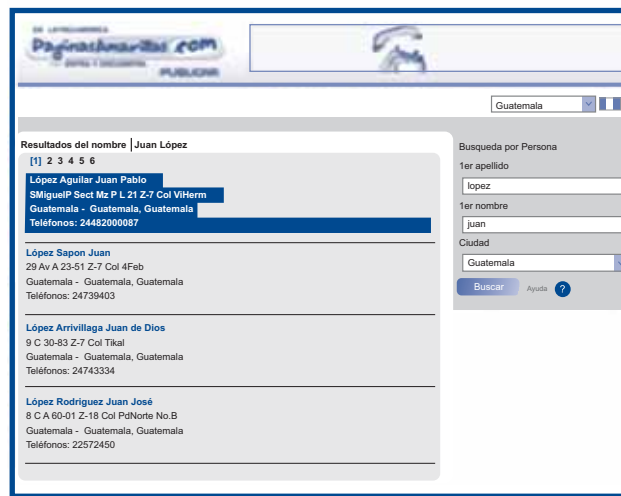 DE LATINOAMERICA
PaginasAmarillas.com
PUBLICAR
Guatemala
Resultados del nombre | Juan López
[1] 2 3 4 5 6
López Aguilar Juan Pablo
SMiguelP Sect Mz P L 21 Z-7 Col ViHerm
Guatemala - Guatemala, Guatemala
Teléfonos: 24482000087
López Sapon Juan
29 Av A 23-51 Z-7 Col 4Feb
Guatemala - Guatemala, Guatemala
Teléfonos: 24739403
López Arrivillaga Juan de Dios
9 C 30-83 Z-7 Col Tikal
Guatemala - Guatemala, Guatemala
Teléfonos: 24743334
López Rodriguez Juan José
8 C A 60-01 Z-18 Col PdNorte No.B
Guatemala - Guatemala, Guatemala
Teléfonos: 22572450
Busqueda por Persona
1er apellido
lopez
1er nombre
juan
Ciudad
Guatemala
Buscar Ayuda ?